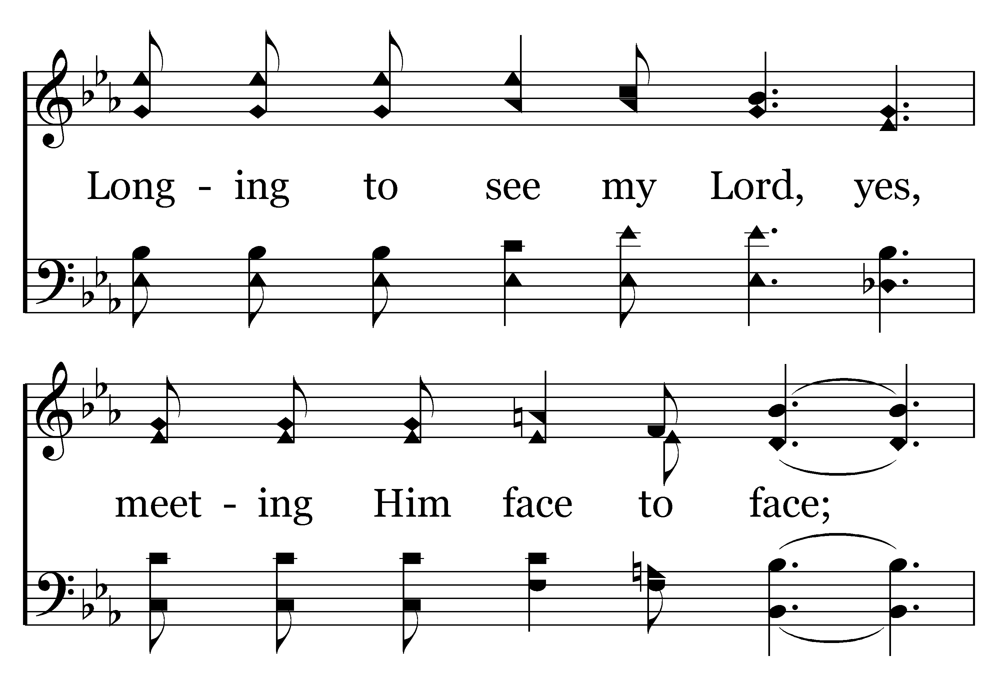 Long - ing to see my Lord, yes,
meet - ing Him face to face;